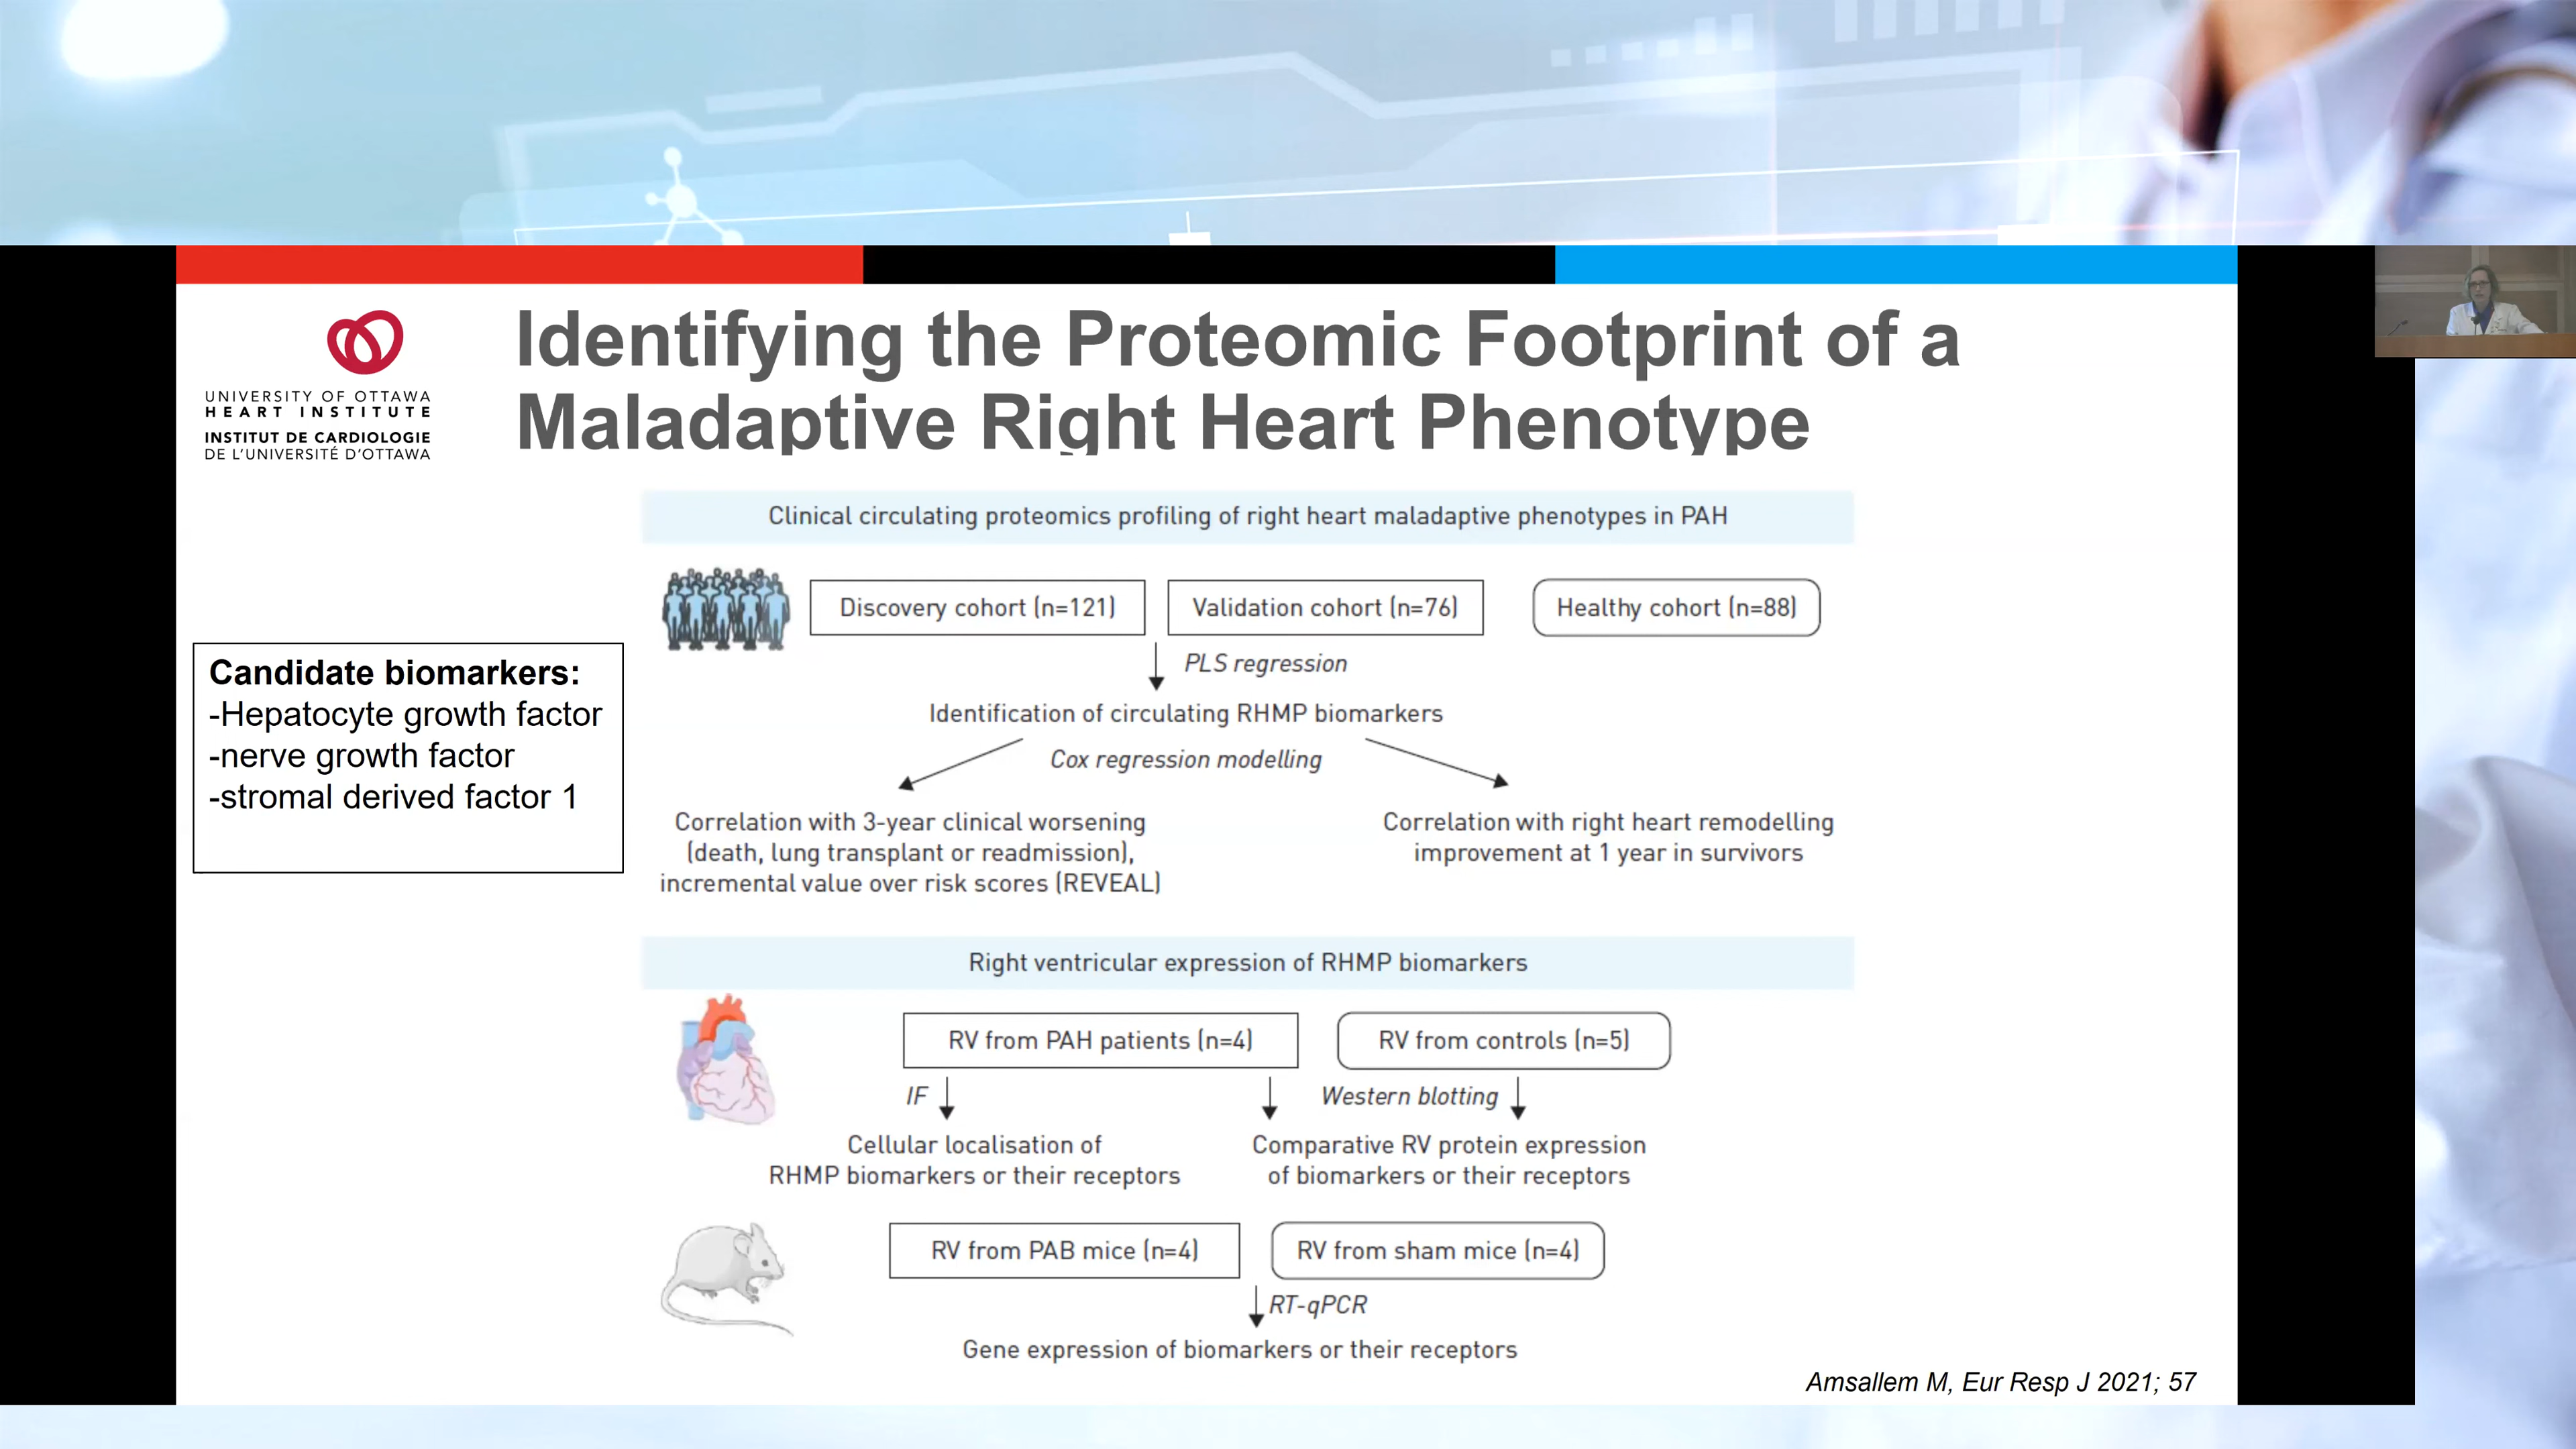 UNIVERSITY OF OTTAWA
HEART INSTITUTE
INSTITUT DE CARDIOLOGIE
DE L'UNIVERSITÉ D'OTTAWA
Identifying the Proteomic Footprint of a
Maladaptive Right Heart Phenotype
Candidate biomarkers:
-Hepatocyte growth factor
-nerve growth factor
-stromal derived factor 1
Clinical circulating proteomics profiling of right heart maladaptive phenotypes in PAH
Discovery cohort (n=121)
Validation cohort (n=76)
Healthy cohort (n=88)
PLS regression
Identification of circulating RHMP biomarkers
Cox regression modelling
Correlation with 3-year clinical worsening
(death, lung transplant or readmission),
incremental value over risk scores (REVEAL)
Correlation with right heart remodelling
improvement at 1 year in survivors
Right ventricular expression of RHMP biomarkers
RV from PAH patients (n=4)
RV from controls (n=5)
IF
Western blotting
Cellular localisation of
RHMP biomarkers or their receptors
Comparative RV protein expression
of biomarkers or their receptors
RV from PAB mice (n=4)
RV from sham mice (n=4)
RT-qPCR
Gene expression of biomarkers or their receptors
Amsallem M, Eur Resp J 2021; 57